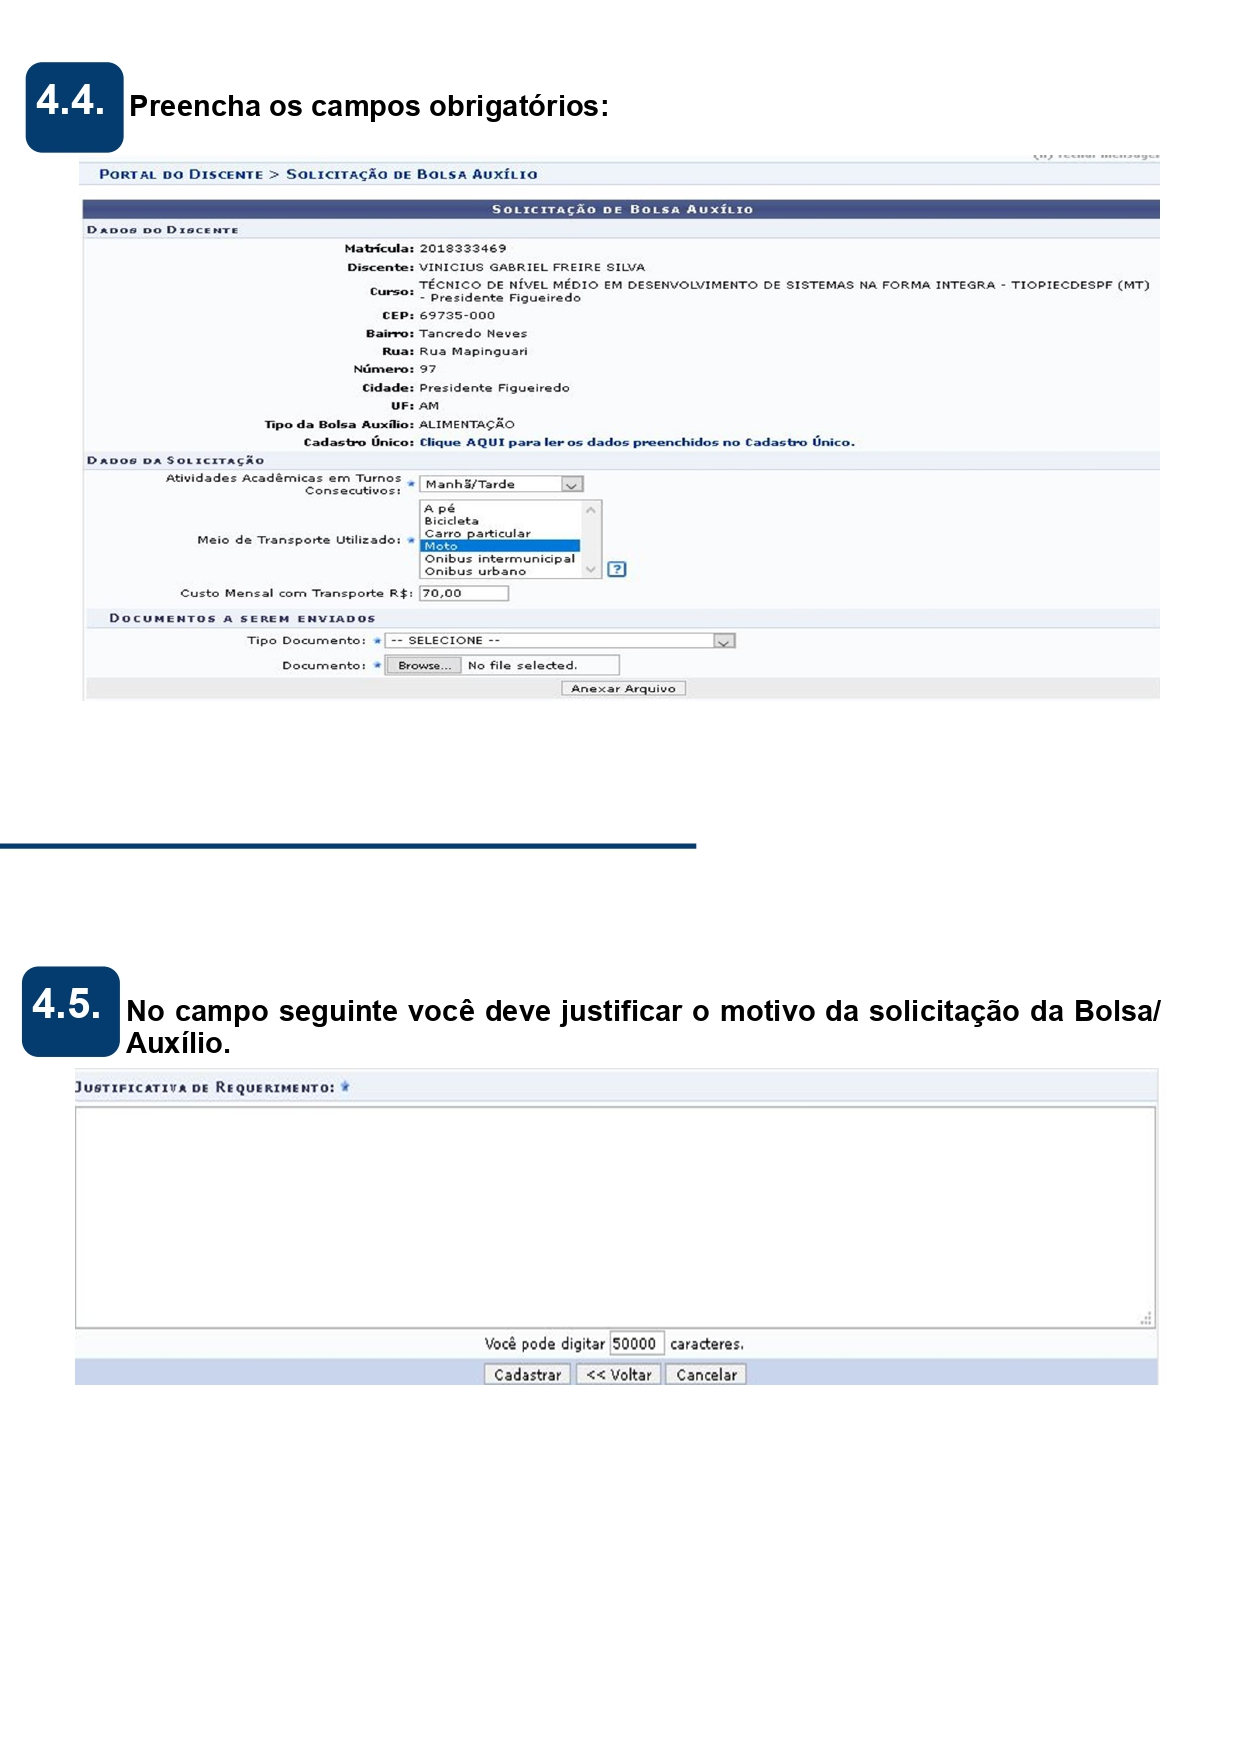 4.4. Preencha os campos obrigatórios:
PORTAL DO DISCENTE > SOLICITAÇÃO DE BOLSA AUXÍLIO
SOLICITAÇÃO DE BOLSA AUXÍLIO
DADOS DO DISCENTE
Matrícula: 2018333469
Discente: VINICIUS GABRIEL FREIRE SILVA
Curso: TÉCNICO DE NÍVEL MÉDIO EM DESENVOLVIMENTO DE SISTEMAS NA FORMA INTEGRA - TIOPIECDESPF (MT)
- Presidente Figueiredo
CEP: 69735-000
Bairro: Tancredo Neves
Rua: Rua Mapinguari
Número: 97
Cidade: Presidente Figueiredo
UF: AM
Tipo da Bolsa Auxílio: ALIMENTAÇÃO
Cadastro Único: Clique AQUI para ler os dados preenchidos no Cadastro Único.
DADOS DA SOLICITAÇÃO
Atividades Acadêmicas em Turnos
Consecutivos: * Manhã/Tarde
A pé
Bicicleta
Carro particular
Meio de Transporte Utilizado: * Moto
Onibus intermunicipal
Onibus urbano ?
Custo Mensal com Transporte R$: 70,00
DOCUMENTOS A SEREM ENVIADOS
Tipo Documento: * -- SELECIONE --
Documento: * Browse... No file selected.
Anexar Arquivo
4.5. No campo seguinte você deve justificar o motivo da solicitação da Bolsa/
Auxílio.
JUSTIFICATIVA DE REQUERIMENTO: *
Você pode digitar 50000 caracteres.
Cadastrar << Voltar Cancelar